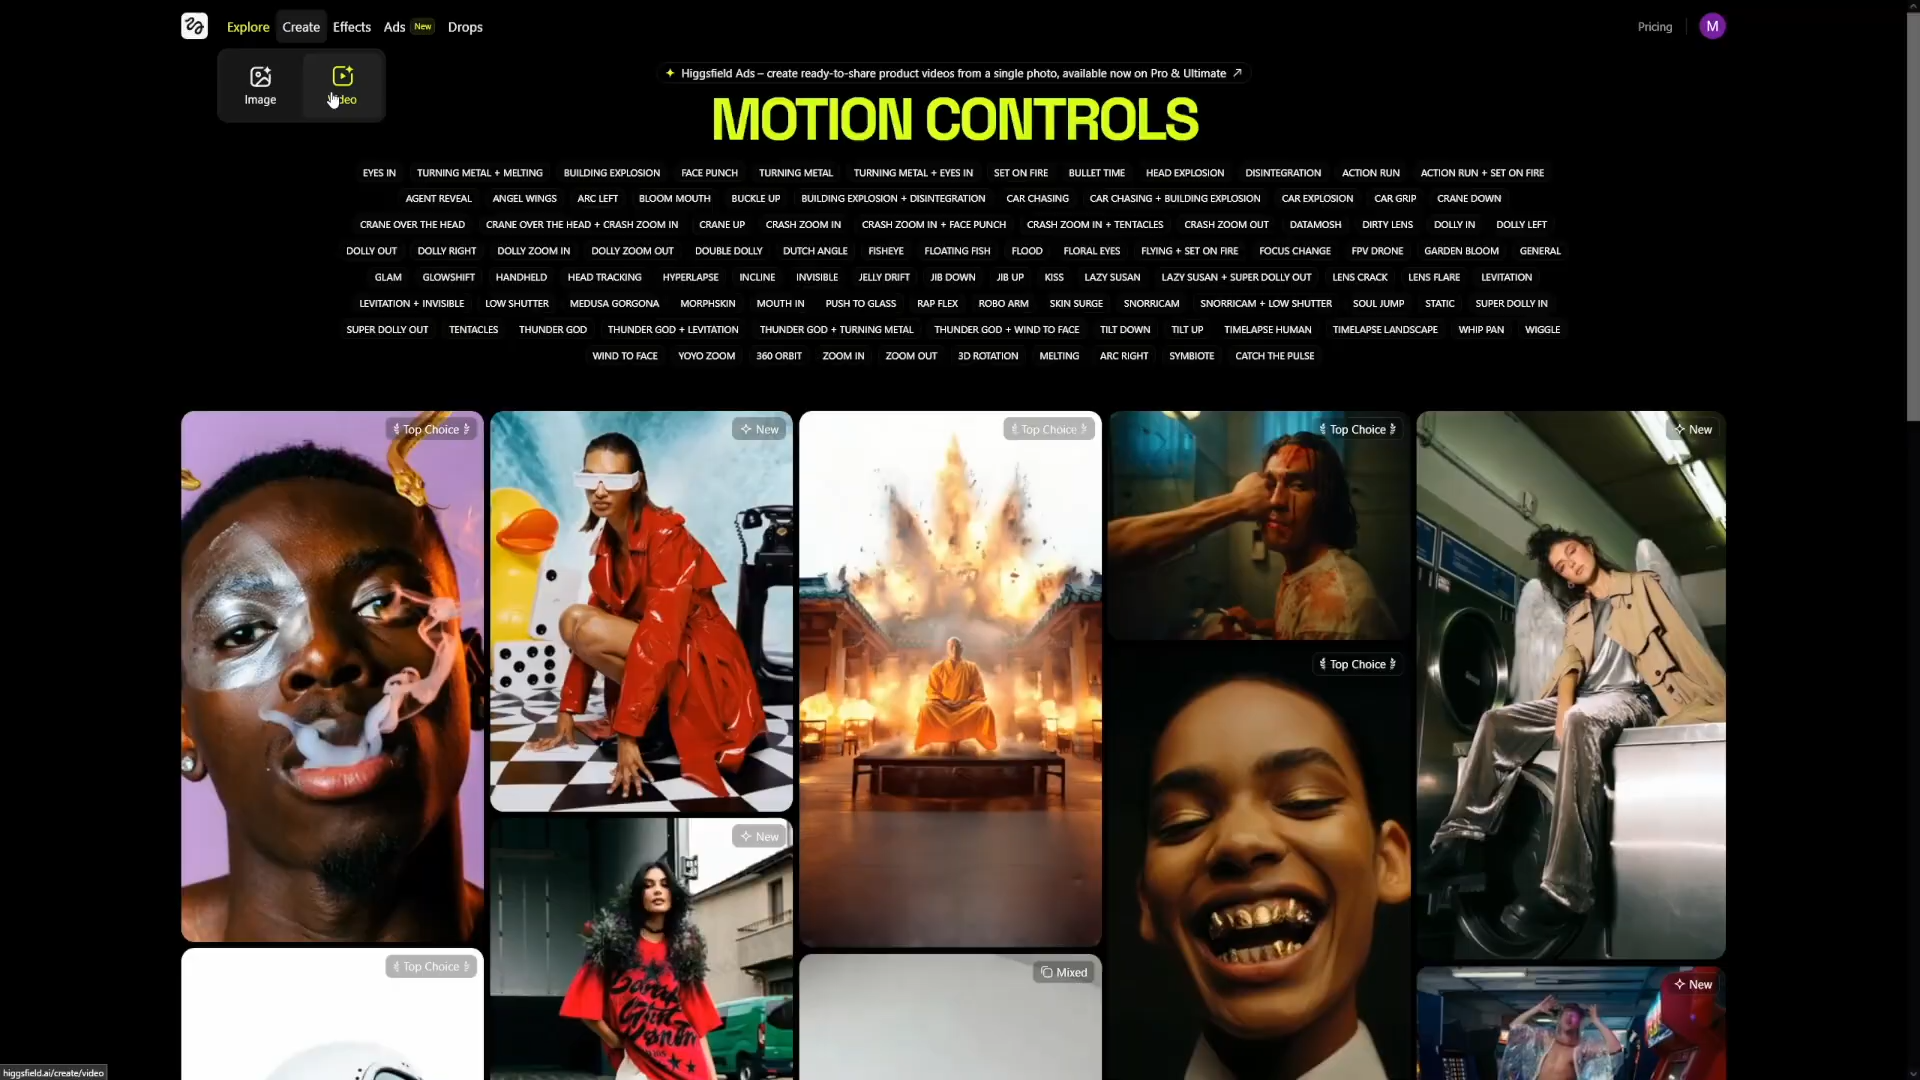 Explore Create Effects Ads New Drops Pricing M
Image
Higgsfield Ads – create ready-to-share product videos from a single photo, available now on Pro & Ultimate
MOTION CONTROLS
EYES IN TURNING METAL + MELTING BUILDING EXPLOSION FACE PUNCH TURNING METAL TURNING METAL + EYES IN SET ON FIRE BULLET TIME HEAD EXPLOSION DISINTEGRATION ACTION RUN ACTION RUN + SET ON FIRE
AGENT REVEAL ANGEL WINGS ARC LEFT BLOOM MOUTH BUCKLE UP BUILDING EXPLOSION + DISINTEGRATION CAR CHASING CAR CHASING + BUILDING EXPLOSION CAR EXPLOSION CAR GRIP CRANE DOWN
CRANE OVER THE HEAD CRANE OVER THE HEAD + CRASH ZOOM IN CRANE UP CRASH ZOOM IN CRASH ZOOM IN + FACE PUNCH CRASH ZOOM IN + TENTACLES CRASH ZOOM OUT DATAMOSH DIRTY LENS DOLLY IN DOLLY LEFT
DOLLY OUT DOLLY RIGHT DOLLY ZOOM IN DOLLY ZOOM OUT DOUBLE DOLLY DUTCH ANGLE FISHEYE FLOATING FISH FLOOD FLORAL EYES FLYING + SET ON FIRE FOCUS CHANGE FPV DRONE GARDEN BLOOM GENERAL
GLAM GLOWSHIFT HANDHELD HEAD TRACKING HYPERLAPSE INCLINE INVISIBLE JELLY DRIFT JIB DOWN JIB UP KISS LAZY SUSAN LAZY SUSAN + SUPER DOLLY OUT LENS CRACK LENS FLARE LEVITATION
LEVITATION + INVISIBLE LOW SHUTTER MEDUSA GORGONA MORPHSKIN MOUTH IN PUSH TO GLASS RAP FLEX ROBO ARM SKIN SURGE SNORRICAM SNORRICAM + LOW SHUTTER SOUL JUMP STATIC SUPER DOLLY IN
SUPER DOLLY OUT TENTACLES THUNDER GOD THUNDER GOD + LEVITATION THUNDER GOD + TURNING METAL THUNDER GOD + WIND TO FACE TILT DOWN TILT UP TIMELAPSE HUMAN TIMELAPSE LANDSCAPE WHIP PAN WIGGLE
WIND TO FACE YOYO ZOOM 360 ORBIT ZOOM IN ZOOM OUT 3D ROTATION MELTING ARC RIGHT SYMBIOTE CATCH THE PULSE
Top Choice New Top Choice Top Choice New
Top Choice
New
Top Choice Mixed New
higgsfield.ai/create/video